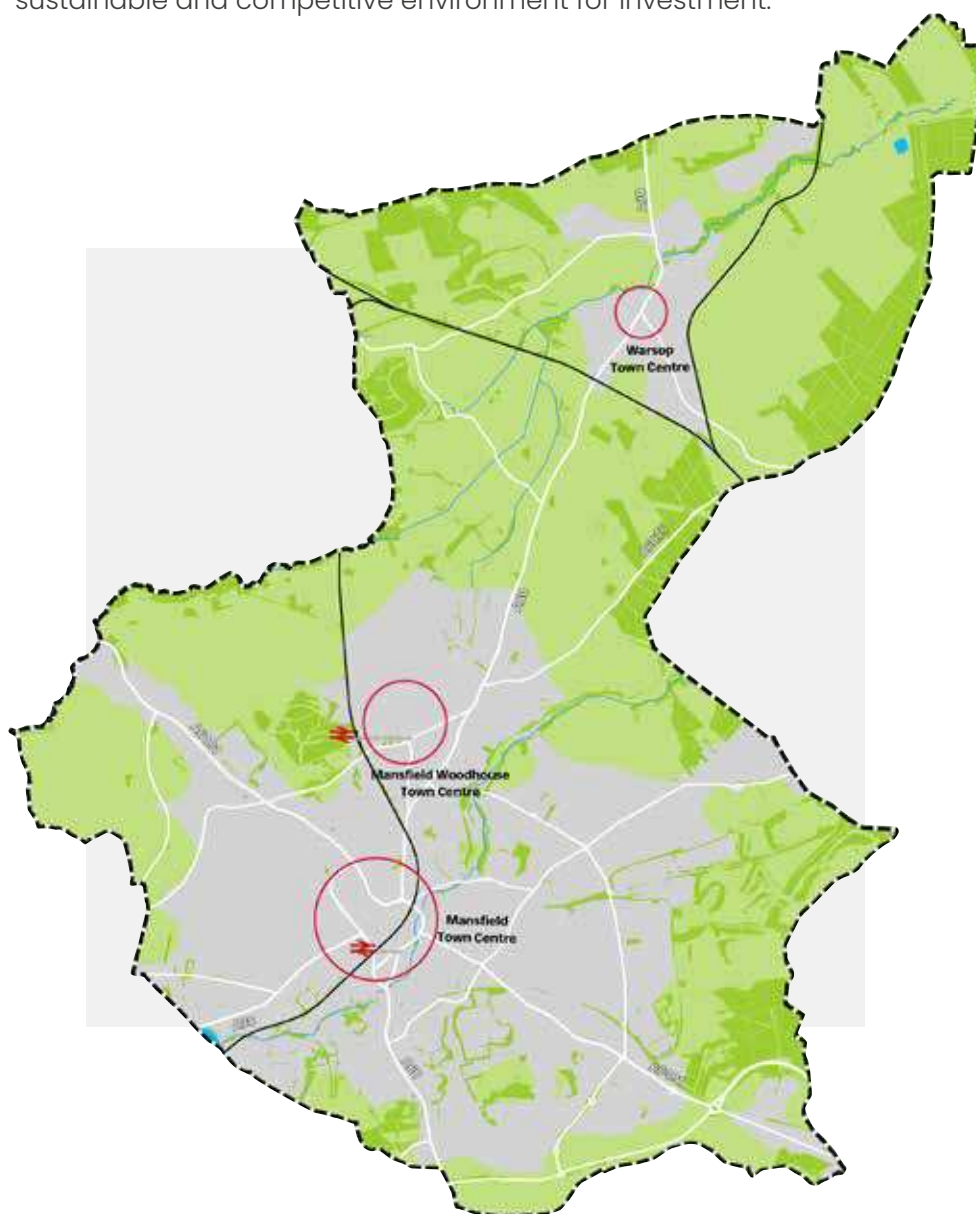 sustainable and competitive environment for investment.
Warsop
Town Centre
Mansfield Woodhouse
Town Centre
Mansfield
Town Centre